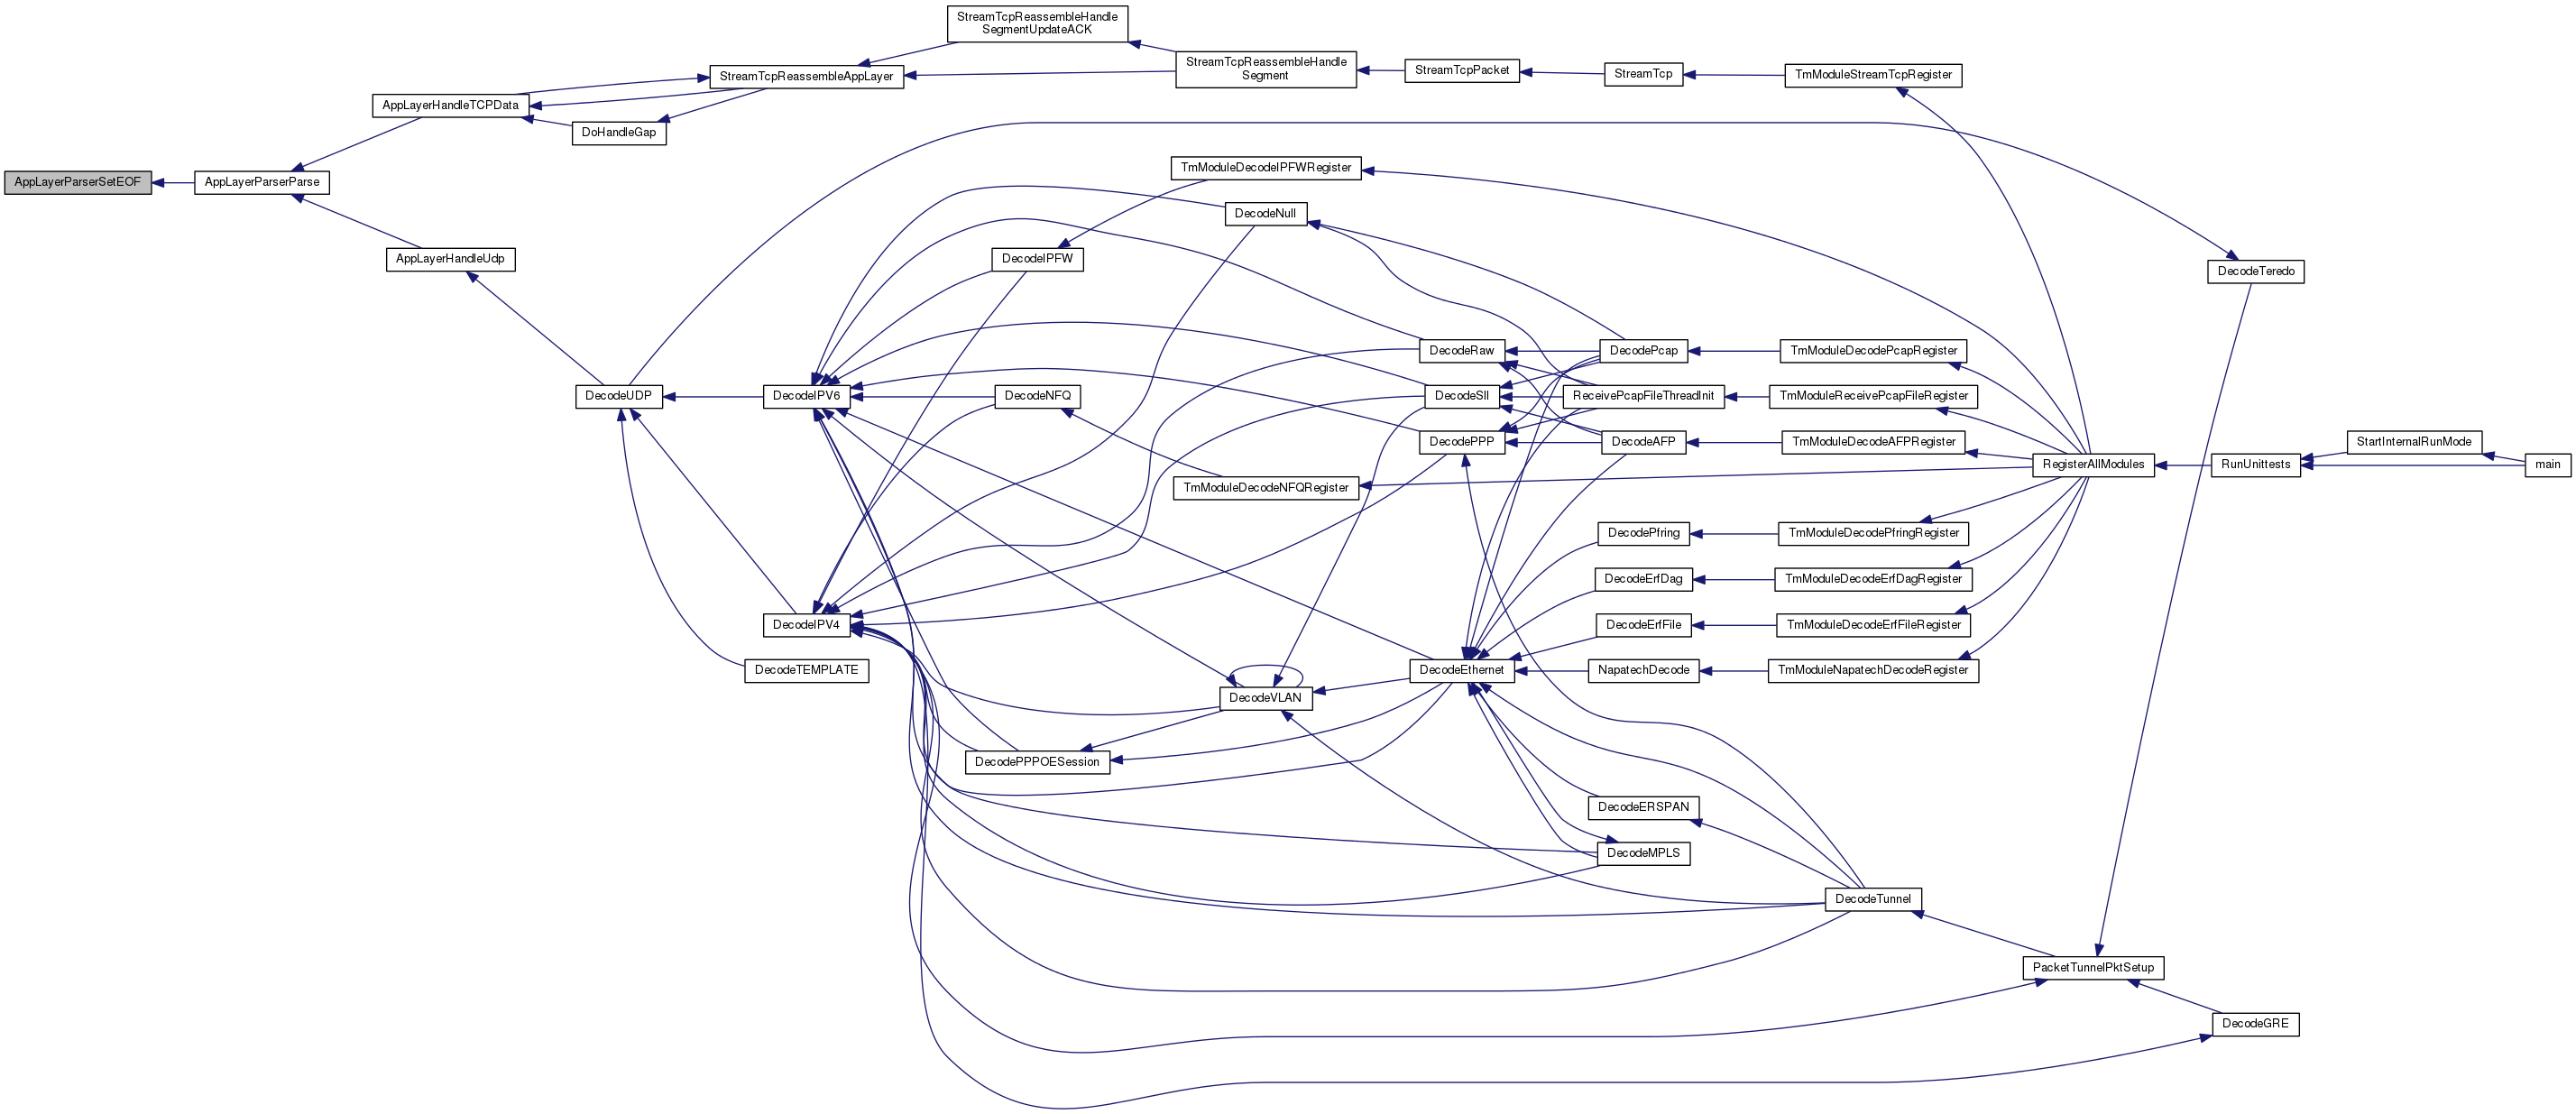 StreamTcpReassembleHandle
SegmentUpdateACK
StreamTcpReassembleAppLayer
StreamTcpReassembleHandle
Segment
StreamTcpPacket
StreamTcp
TmModuleStreamTcpRegister
AppLayerHandleTCPData
DoHandleGap
AppLayerParserSetEOF
AppLayerParserParse
TmModuleDecodeIPFWRegister
DecodeNull
AppLayerHandleUdp
DecodeIPFW
DecodeTeredo
DecodeRaw
DecodePcap
TmModuleDecodePcapRegister
DecodeUDP
DecodeIPV6
DecodeNFQ
DecodeSll
ReceivePcapFileThreadInit
TmModuleReceivePcapFileRegister
DecodePPP
DecodeAFP
TmModuleDecodeAFPRegister
StartInternalRunMode
RegisterAllModules
RunUnittests
main
TmModuleDecodeNFQRegister
DecodePfring
TmModuleDecodePfringRegister
DecodeErfDag
TmModuleDecodeErfDagRegister
DecodeIPV4
DecodeErfFile
TmModuleDecodeErfFileRegister
DecodeTEMPLATE
DecodeEthernet
NapatechDecode
TmModuleNapatechDecodeRegister
DecodeVLAN
DecodePPPOESession
DecodeERSPAN
DecodeMPLS
DecodeTunnel
PacketTunnelPktSetup
DecodeGRE